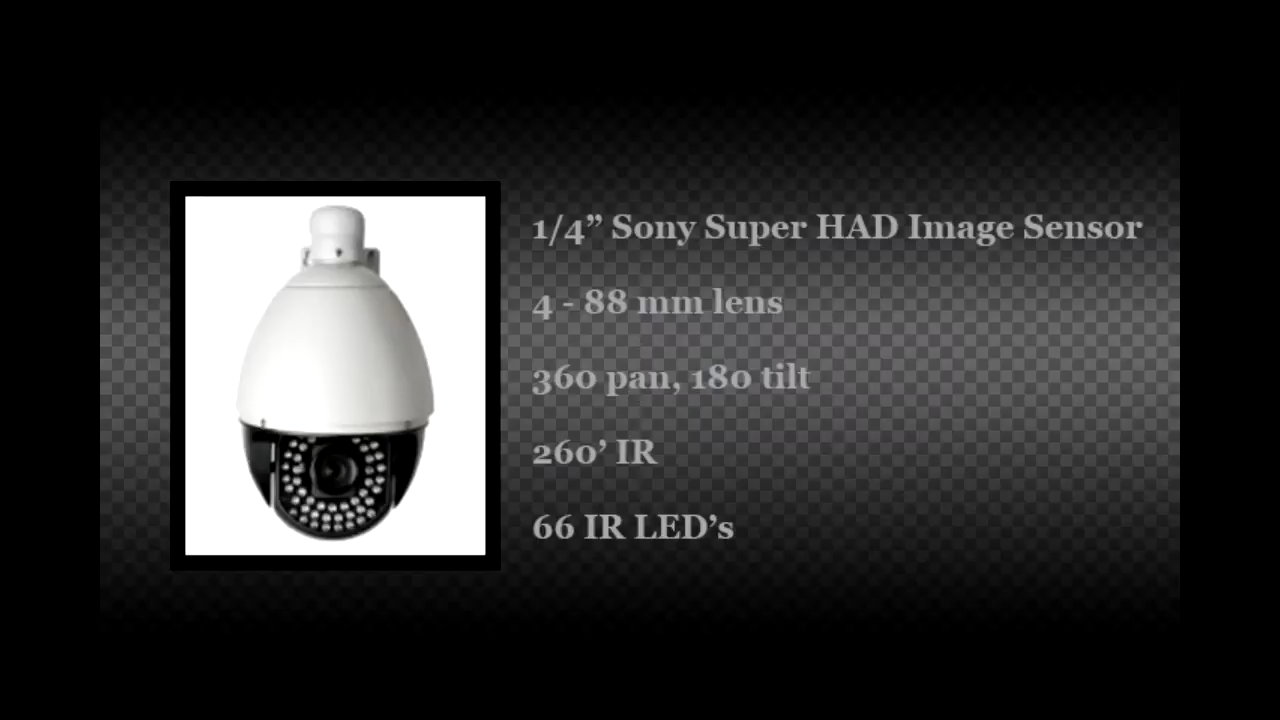 1/4” Sony Super HAD Image Sensor
4 - 88 mm lens
360 pan, 180 tilt
260’ IR
66 IR LED’s